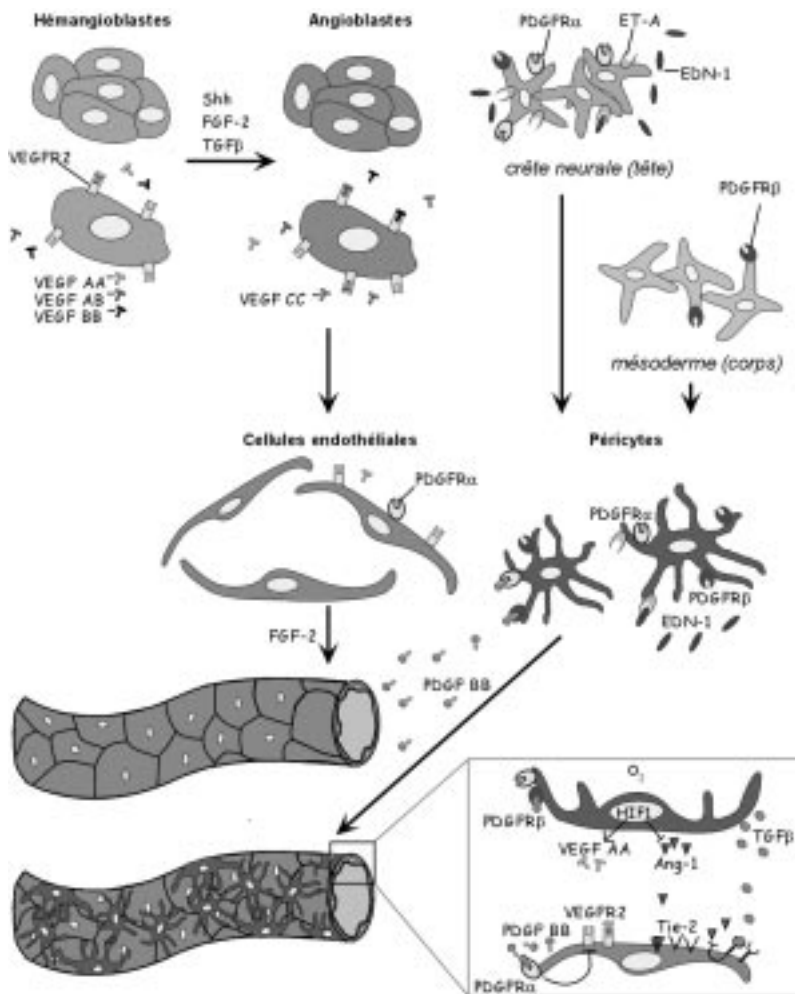 Hémangioblastes
Angioblastes
PDGFRα
ET-A
EDN-1
Shh
FGF-2
TGFβ
VEGFR2
crête neurale (tête)
PDGFRβ
VEGF AA
VEGF AB
VEGF BB
VEGF CC
mésoderme (corps)
Cellules endothéliales
Péricytes
PDGFRα
PDGFRα
PDGFRβ
EDN-1
FGF-2
PDGF BB
O2
HIF1
PDGFRβ
TGFβ
VEGF AA
Ang-1
VEGFR2
PDGF BB
Tie-2
PDGFRα